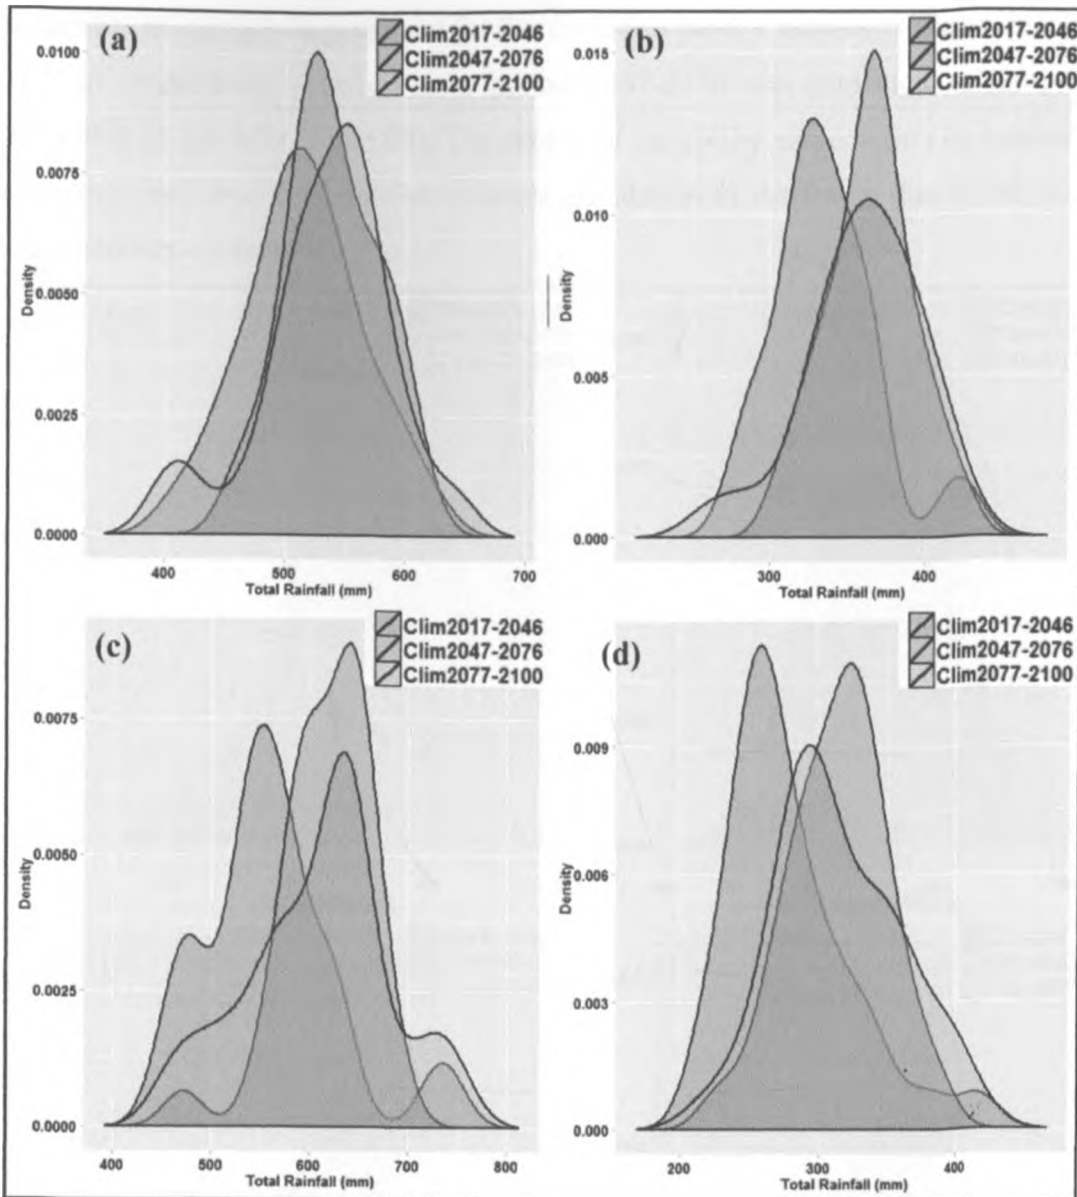 (a)
Clim2017-2046
Clim2047-2076
Clim2077-2100
0.0100
0.0075
0.0050
0.0025
0.0000
Density
400 500 600 700
Total Rainfall (mm)
(b)
Clim2017-2046
Clim2047-2076
Clim2077-2100
0.015
0.010
0.005
0.000
Density
300 400
Total Rainfall (mm)
(c)
Clim2017-2046
Clim2047-2076
Clim2077-2100
0.0075
0.0050
0.0025
0.0000
Density
400 500 600 700 800
Total Rainfall (mm)
(d)
Clim2017-2046
Clim2047-2076
Clim2077-2100
0.009
0.006
0.003
0.000
Density
200 300 400
Total Rainfall (mm)